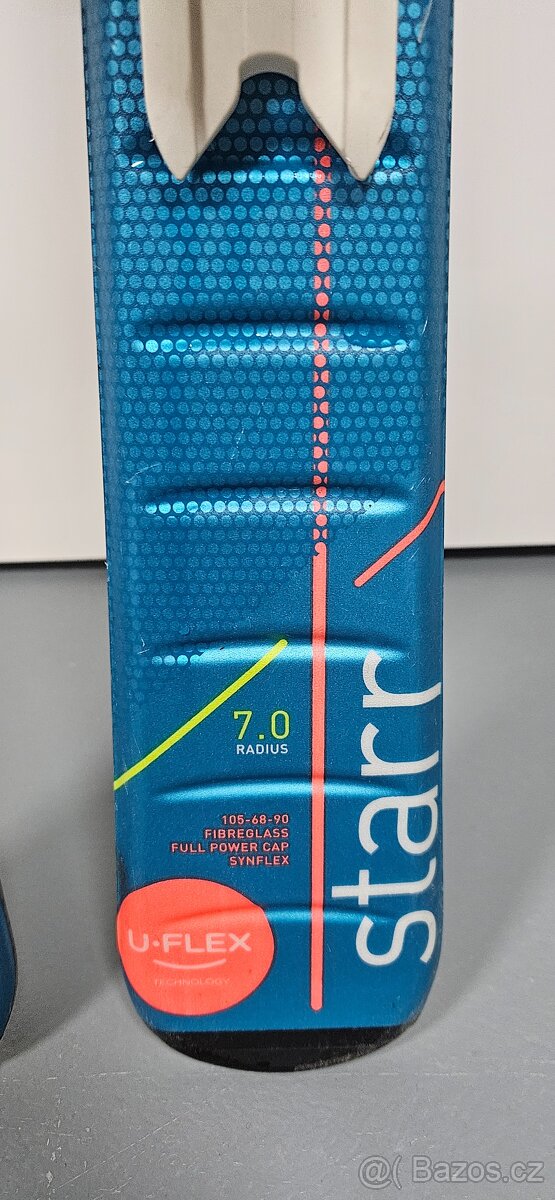 7.0
RADIUS
105-68-90
FIBREGLASS
FULL POWER CAP
SYNFLEX
starr
U•FLEX
TECHNOLOGY
@( Bazos.cz